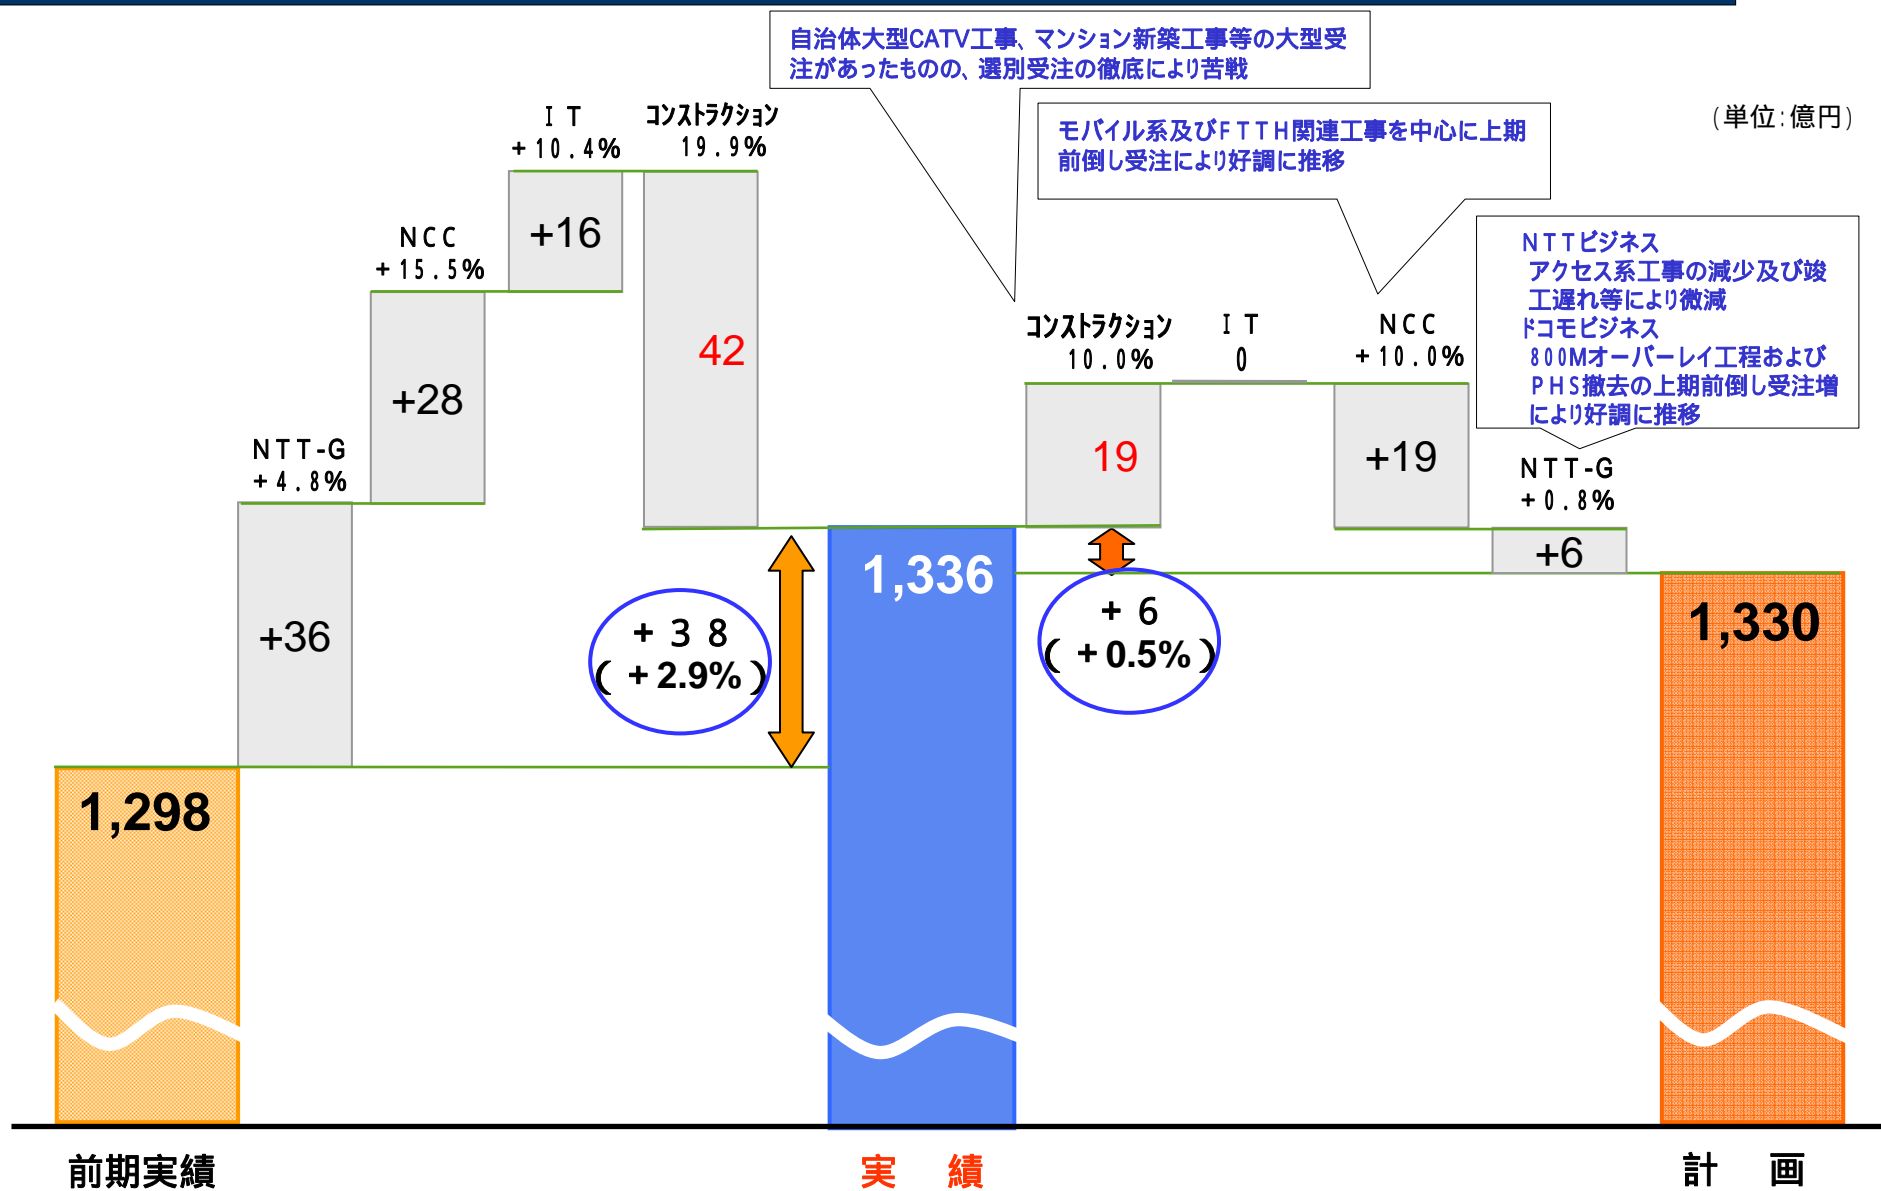 自治体大型CATV工事、マンション新築工事等の大型受
注があったものの、選別受注の徹底により苦戦
(単位:億円)
モバイル系及びFTTH関連工事を中心に上期
前倒し受注により好調に推移
NTTビジネス
アクセス系工事の減少及び竣
工遅れ等により微減
ドコモビジネス
800Mオーバーレイ工程および
PHS撤去の上期前倒し受注増
により好調に推移
IT
+10.4%
コンストラクション
19.9%
NCC
+15.5%
NTT-G
+4.8%
+16
+28
42
+36
コンストラクション
10.0%
IT
0
NCC
+10.0%
NTT-G
+0.8%
19
+19
+6
1,298
+38
(+2.9%)
1,336
+6
(+0.5%)
1,330
前期実績
実 績
計 画